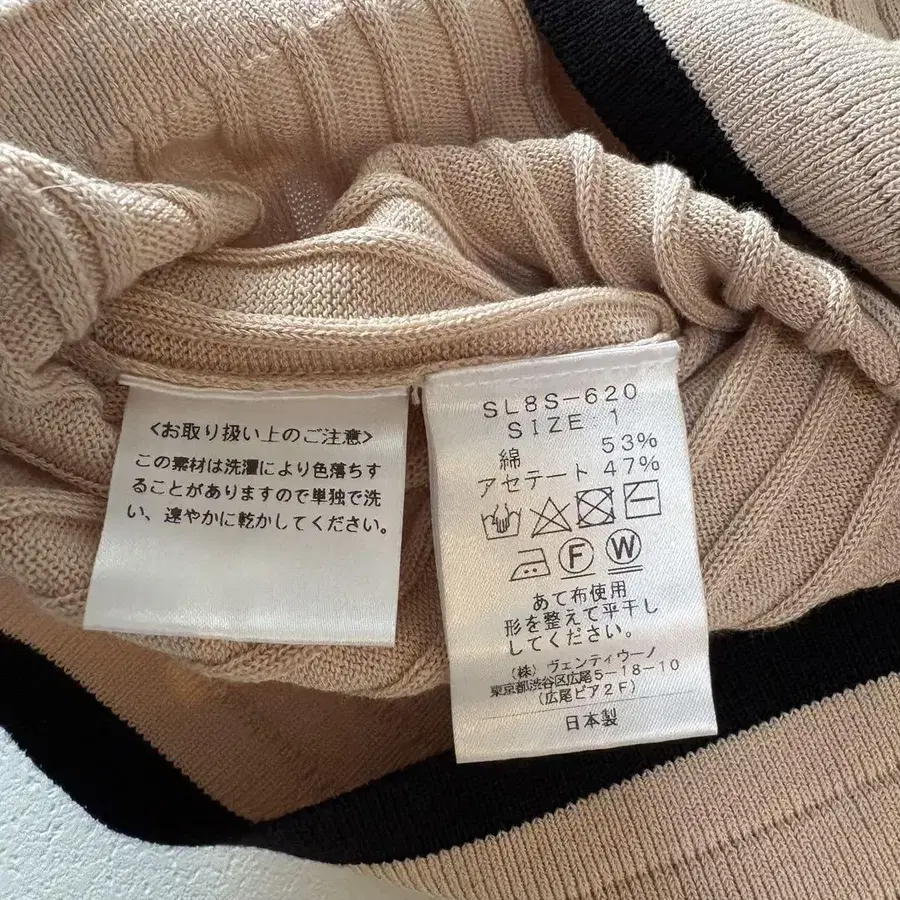 <お取り扱い上のご注意>
この素材は洗濯により色落ちす
ることがありますので単独で洗
い、速やかに乾かしてください。
SL8S-620
SIZE:1
綿 53%
アセテート 47%
F W
あて布使用
形を整えて平干し
してください。
(株) ヴェンティウーノ
東京都渋谷区広尾5-18-10
(広尾ピア2F)
日本製